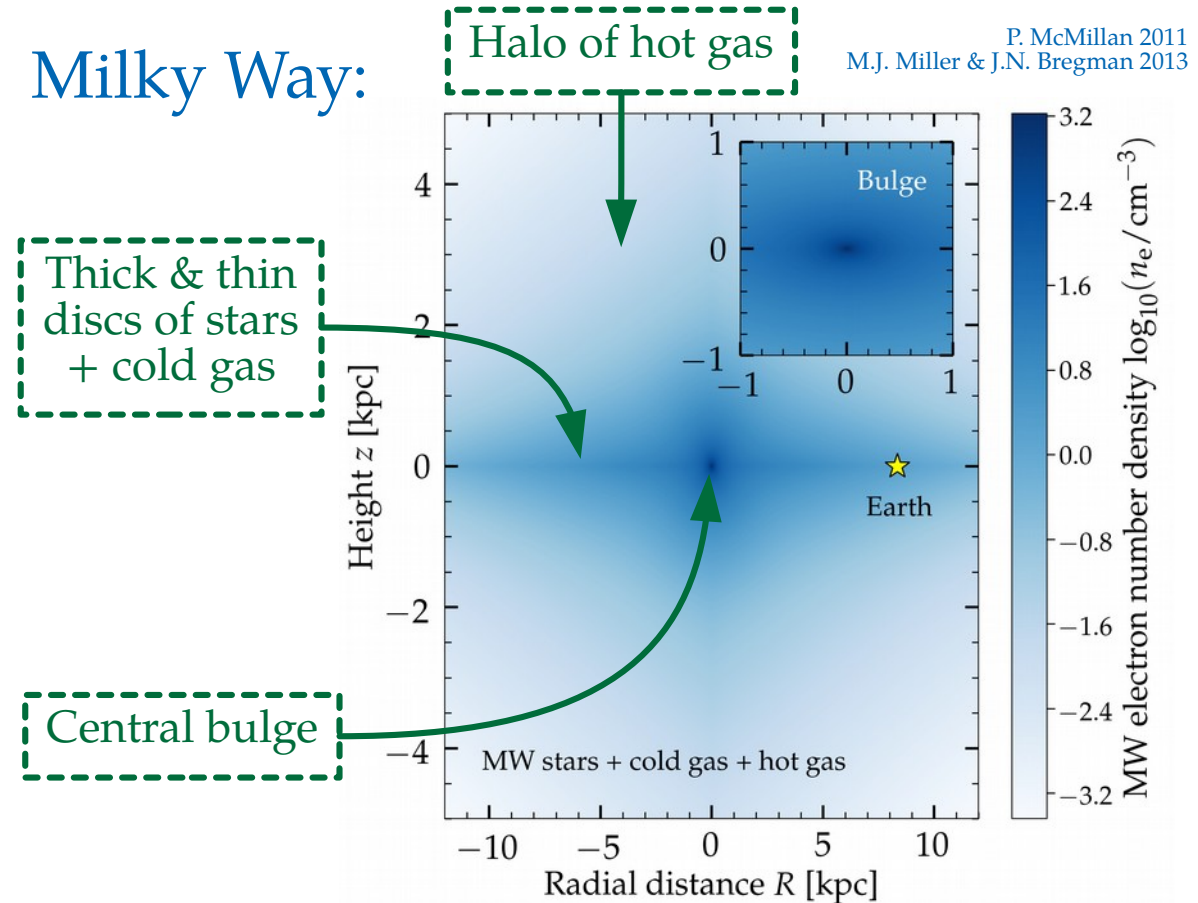 Milky Way:
Halo of hot gas
P. McMillan 2011
M.J. Miller & J.N. Bregman 2013
Thick & thin
discs of stars
+ cold gas
Central bulge
Height z [kpc]
4
2
0
−2
−4
Bulge
1
0
−1
−1
0
1
Earth
MW stars + cold gas + hot gas
−10
−5
0
5
10
Radial distance R [kpc]
3.2
2.4
1.6
0.8
0.0
−0.8
−1.6
−2.4
−3.2
MW electron number density log₁₀(nₑ/cm⁻³)